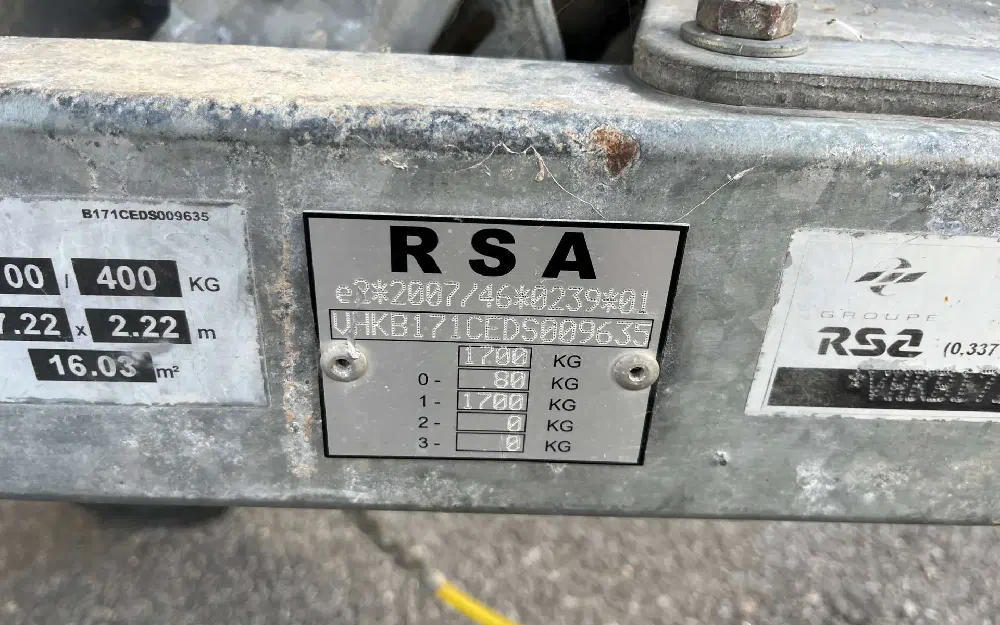 B171CEDS009635
00 / 400 KG
7.22 x 2.22 m
16.03 m²
RSA
e2*2007/46*0239*01
VHKB171CEDS009635
1700 KG
0- 80 KG
1- 1700 KG
2- 0 KG
3- 0 KG
GROUPE
RSA (0.337